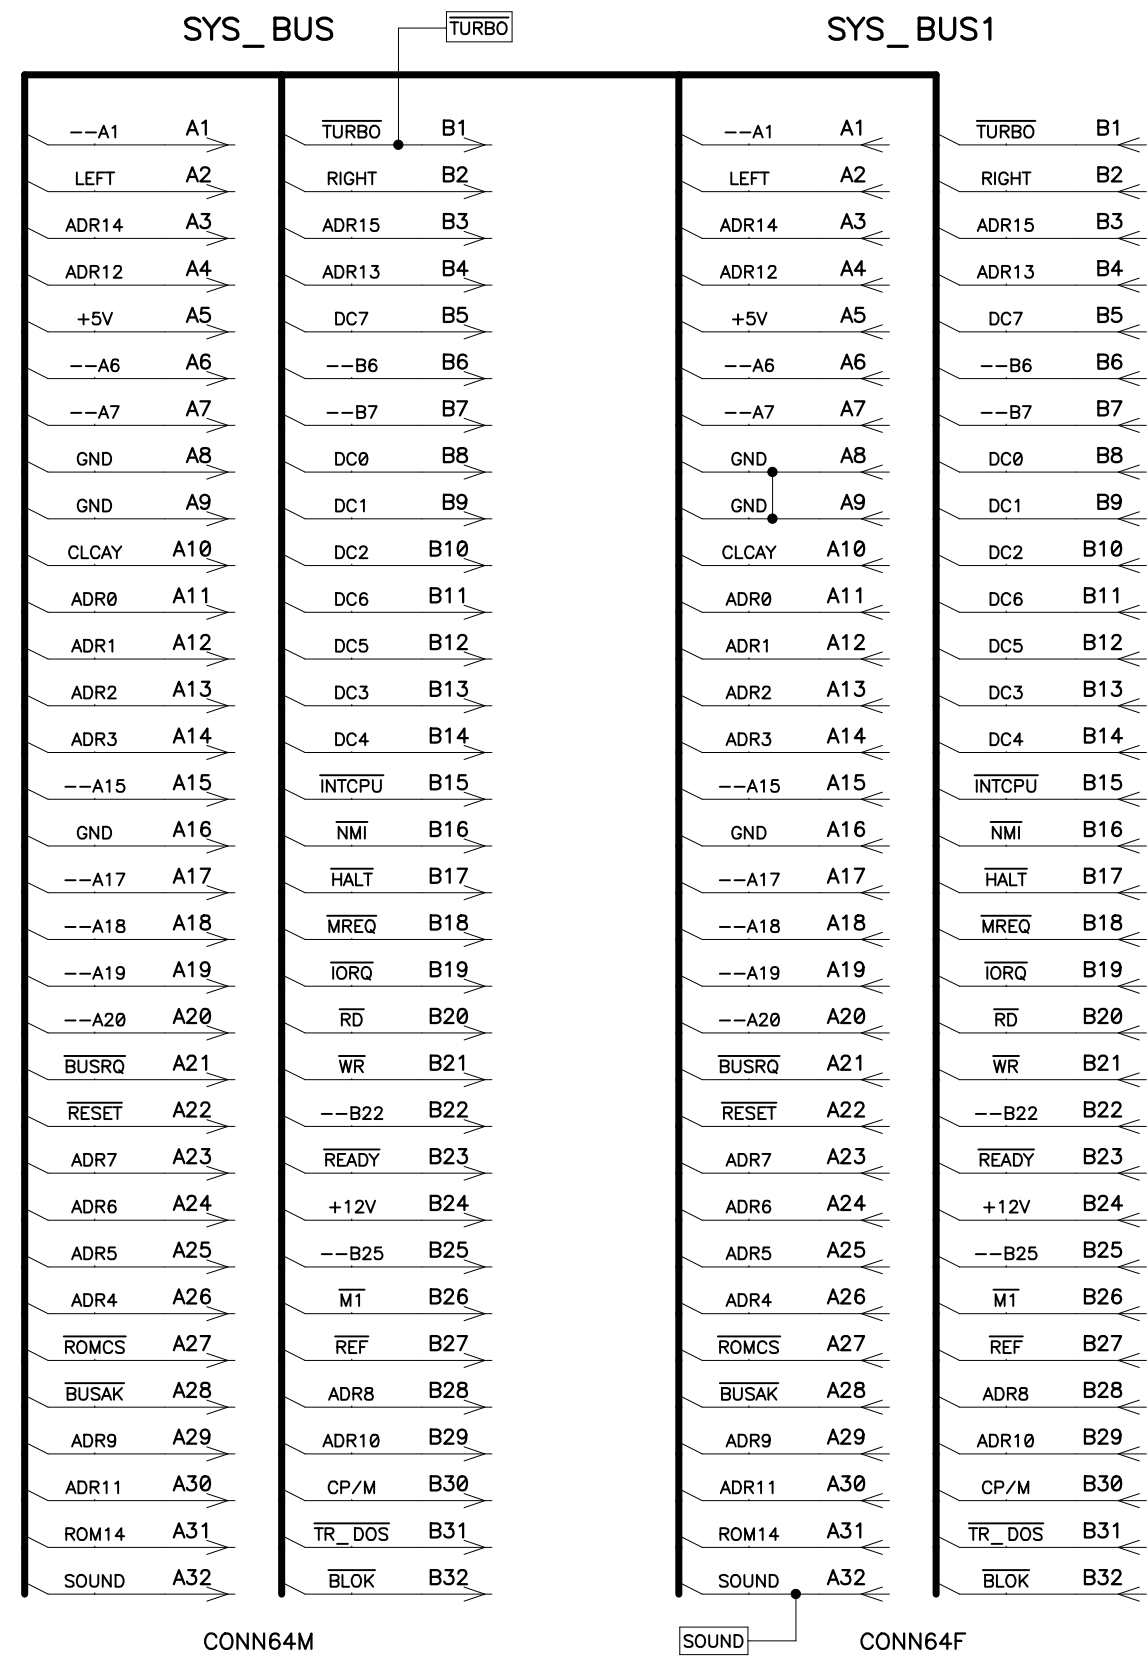 SYS_BUS TURBO SYS_BUS1
--A1 A1 TURBO B1 --A1 A1 TURBO B1
LEFT A2 RIGHT B2 LEFT A2 RIGHT B2
ADR14 A3 ADR15 B3 ADR14 A3 ADR15 B3
ADR12 A4 ADR13 B4 ADR12 A4 ADR13 B4
+5V A5 DC7 B5 +5V A5 DC7 B5
--A6 A6 --B6 B6 --A6 A6 --B6 B6
--A7 A7 --B7 B7 --A7 A7 --B7 B7
GND A8 DC0 B8 GND A8 DC0 B8
GND A9 DC1 B9 GND A9 DC1 B9
CLCAY A10 DC2 B10 CLCAY A10 DC2 B10
ADR0 A11 DC6 B11 ADR0 A11 DC6 B11
ADR1 A12 DC5 B12 ADR1 A12 DC5 B12
ADR2 A13 DC3 B13 ADR2 A13 DC3 B13
ADR3 A14 DC4 B14 ADR3 A14 DC4 B14
--A15 A15 INTCPU B15 --A15 A15 INTCPU B15
GND A16 NMI B16 GND A16 NMI B16
--A17 A17 HALT B17 --A17 A17 HALT B17
--A18 A18 MREQ B18 --A18 A18 MREQ B18
--A19 A19 IORQ B19 --A19 A19 IORQ B19
--A20 A20 RD B20 --A20 A20 RD B20
BUSRQ A21 WR B21 BUSRQ A21 WR B21
RESET A22 --B22 B22 RESET A22 --B22 B22
ADR7 A23 READY B23 ADR7 A23 READY B23
ADR6 A24 +12V B24 ADR6 A24 +12V B24
ADR5 A25 --B25 B25 ADR5 A25 --B25 B25
ADR4 A26 M1 B26 ADR4 A26 M1 B26
ROMCS A27 REF B27 ROMCS A27 REF B27
BUSAK A28 ADR8 B28 BUSAK A28 ADR8 B28
ADR9 A29 ADR10 B29 ADR9 A29 ADR10 B29
ADR11 A30 CP/M B30 ADR11 A30 CP/M B30
ROM14 A31 TR_DOS B31 ROM14 A31 TR_DOS B31
SOUND A32 BLOK B32 SOUND A32 BLOK B32
CONN64M SOUND CONN64F